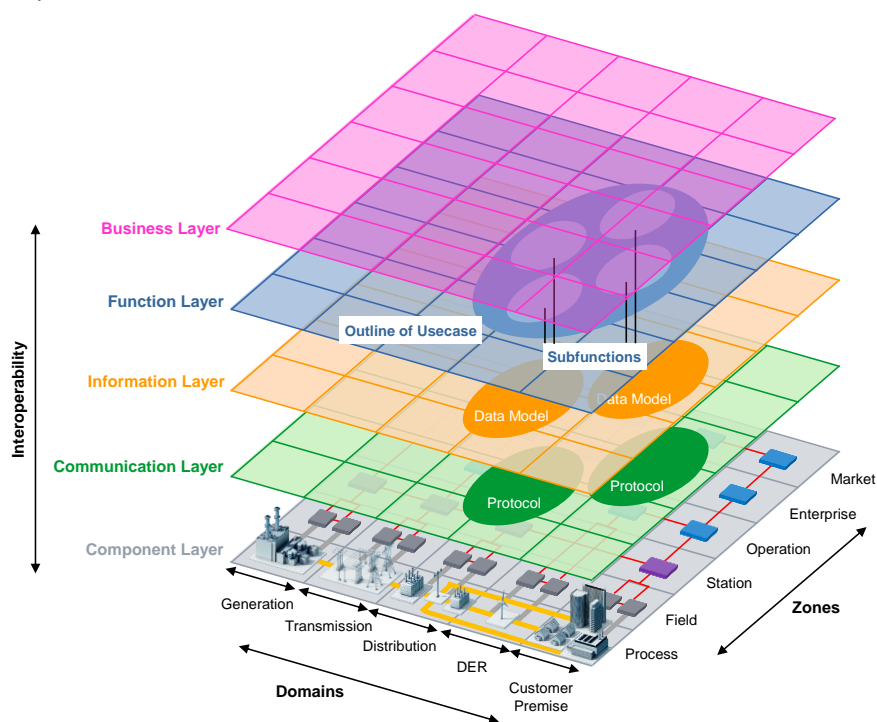 Business Layer
Function Layer
Outline of Usecase
Subfunctions
Interoperability
Information Layer
Data Model
Data Model
Communication Layer
Protocol
Protocol
Component Layer
Market
Enterprise
Operation
Station
Field
Process
Zones
Generation
Transmission
Distribution
DER
Customer
Premise
Domains